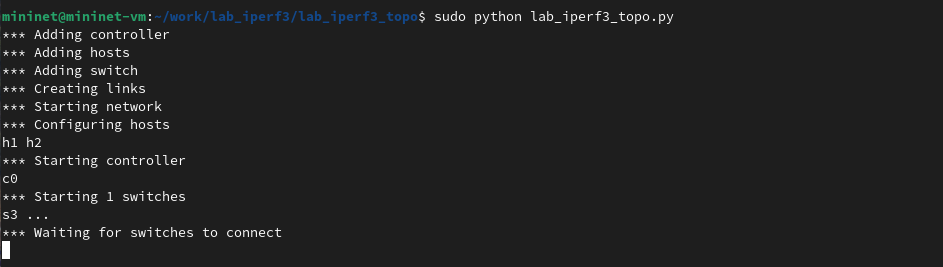 mininet@mininet-vm:~/work/lab_iperf3/lab_iperf3_topo$ sudo python lab_iperf3_topo.py
*** Adding controller
*** Adding hosts
*** Adding switch
*** Creating links
*** Starting network
*** Configuring hosts
h1 h2
*** Starting controller
c0
*** Starting 1 switches
s3 ...
*** Waiting for switches to connect